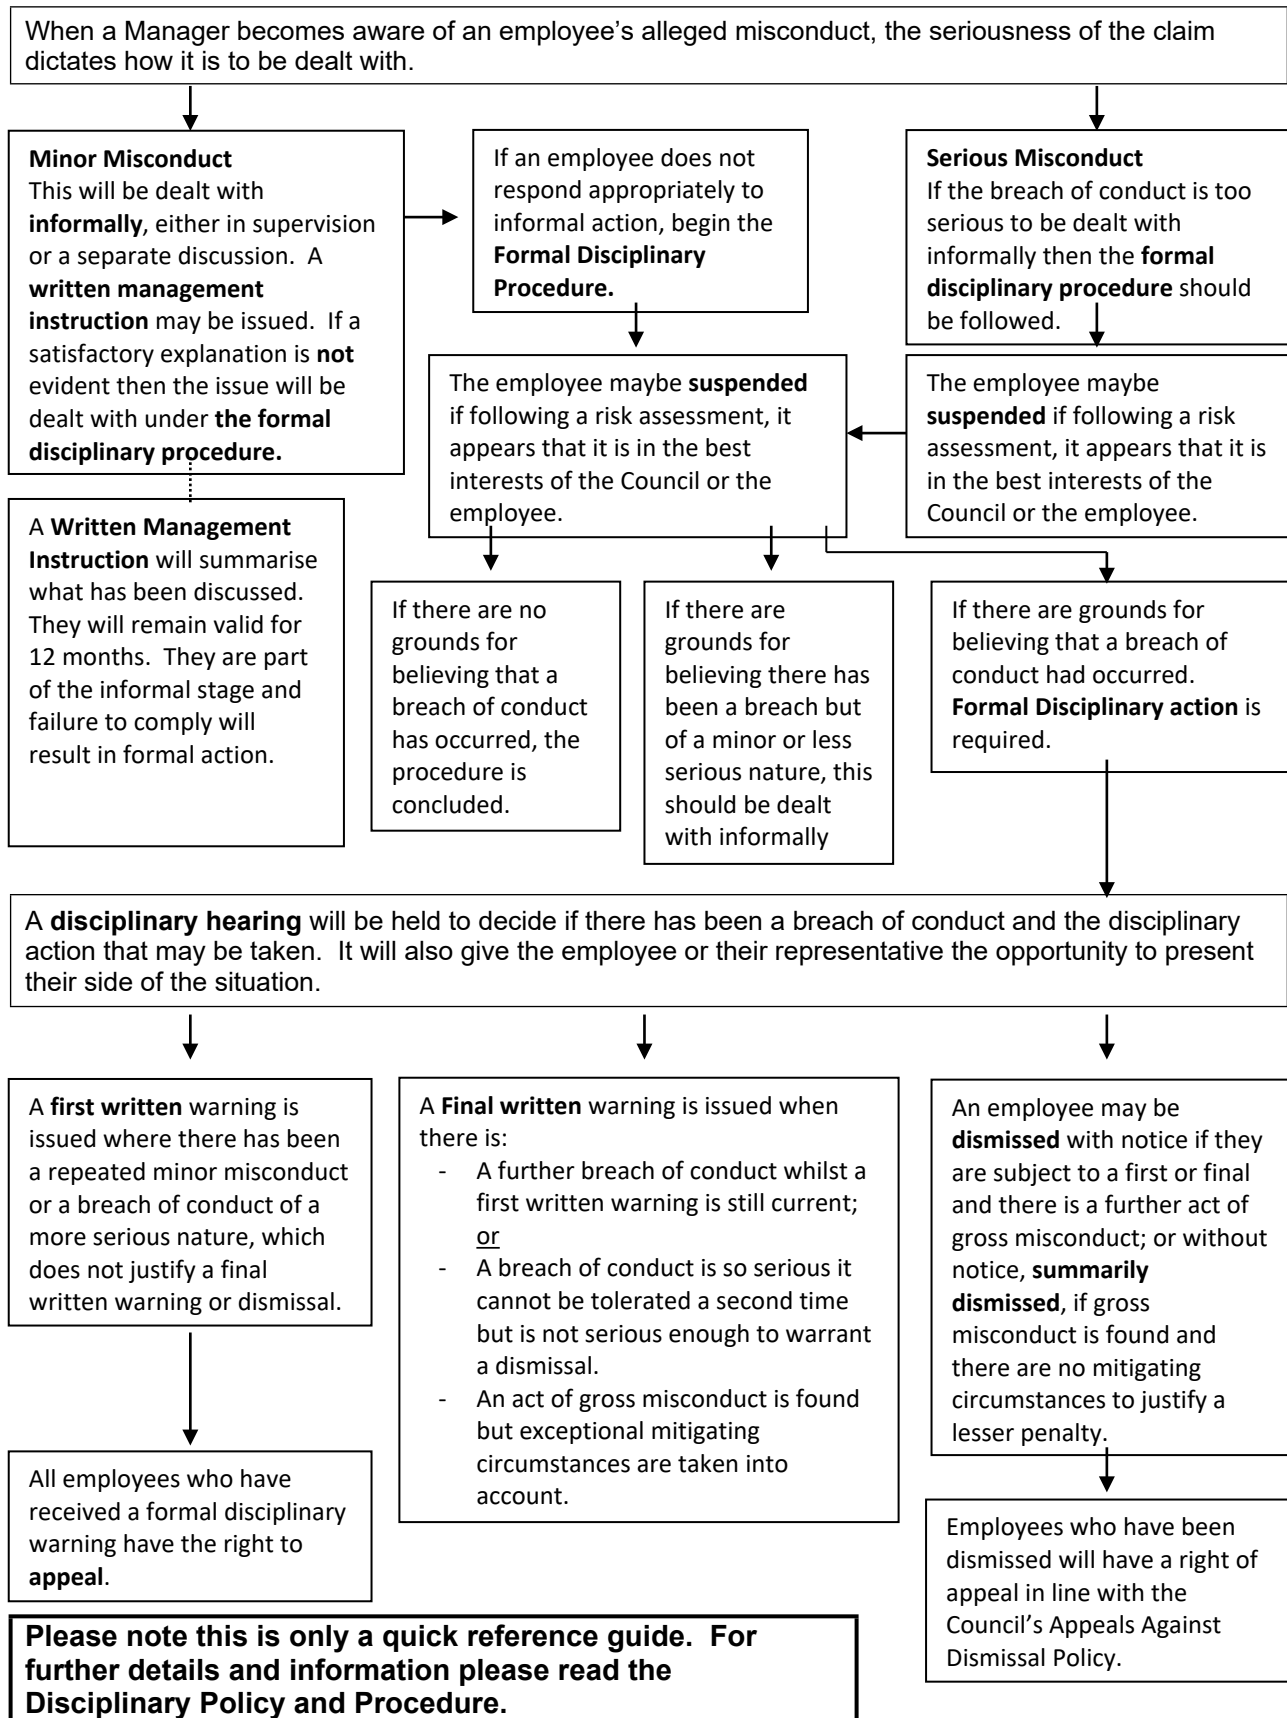 When a Manager becomes aware of an employee’s alleged misconduct, the seriousness of the claim
dictates how it is to be dealt with.
Minor Misconduct
This will be dealt with
informally, either in supervision
or a separate discussion. A
written management
instruction may be issued. If a
satisfactory explanation is not
evident then the issue will be
dealt with under the formal
disciplinary procedure.
If an employee does not
respond appropriately to
informal action, begin the
Formal Disciplinary
Procedure.
Serious Misconduct
If the breach of conduct is too
serious to be dealt with
informally then the formal
disciplinary procedure should
be followed.
The employee maybe suspended
if following a risk assessment, it
appears that it is in the best
interests of the Council or the
employee.
The employee maybe
suspended if following a risk
assessment, it appears that it is
in the best interests of the
Council or the employee.
A Written Management
Instruction will summarise
what has been discussed.
They will remain valid for
12 months. They are part
of the informal stage and
failure to comply will
result in formal action.
If there are no
grounds for
believing that a
breach of conduct
has occurred, the
procedure is
concluded.
If there are
grounds for
believing there has
been a breach but
of a minor or less
serious nature, this
should be dealt
with informally
If there are grounds for
believing that a breach of
conduct had occurred.
Formal Disciplinary action is
required.
A disciplinary hearing will be held to decide if there has been a breach of conduct and the disciplinary
action that may be taken. It will also give the employee or their representative the opportunity to present
their side of the situation.
A first written warning is
issued where there has been
a repeated minor misconduct
or a breach of conduct of a
more serious nature, which
does not justify a final
written warning or dismissal.
A Final written warning is issued when
there is:
- A further breach of conduct whilst a
first written warning is still current;
or
- A breach of conduct is so serious it
cannot be tolerated a second time
but is not serious enough to warrant
a dismissal.
- An act of gross misconduct is found
but exceptional mitigating
circumstances are taken into
account.
An employee may be
dismissed with notice if they
are subject to a first or final
and there is a further act of
gross misconduct; or without
notice, summarily
dismissed, if gross
misconduct is found and
there are no mitigating
circumstances to justify a
lesser penalty.
All employees who have
received a formal disciplinary
warning have the right to
appeal.
Employees who have been
dismissed will have a right of
appeal in line with the
Council’s Appeals Against
Dismissal Policy.
Please note this is only a quick reference guide. For
further details and information please read the
Disciplinary Policy and Procedure.